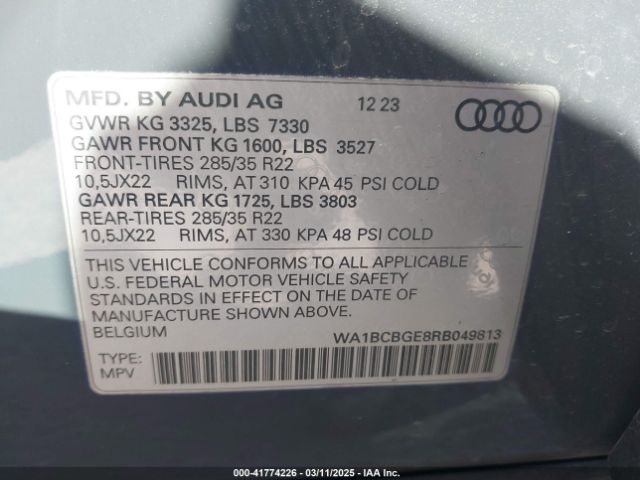 MFD. BY AUDI AG 12 23
GVWR KG 3325, LBS 7330
GAWR FRONT KG 1600, LBS 3527
FRONT-TIRES 285/35 R22
10,5JX22 RIMS, AT 310 KPA 45 PSI COLD
GAWR REAR KG 1725, LBS 3803
REAR-TIRES 285/35 R22
10,5JX22 RIMS, AT 330 KPA 48 PSI COLD
THIS VEHICLE CONFORMS TO ALL APPLICABLE
U.S. FEDERAL MOTOR VEHICLE SAFETY
STANDARDS IN EFFECT ON THE DATE OF
MANUFACTURE SHOWN ABOVE.
BELGIUM
WA1BCBGE8RB049813
TYPE:
MPV
000-41774226 - 03/11/2025 - IAA Inc.